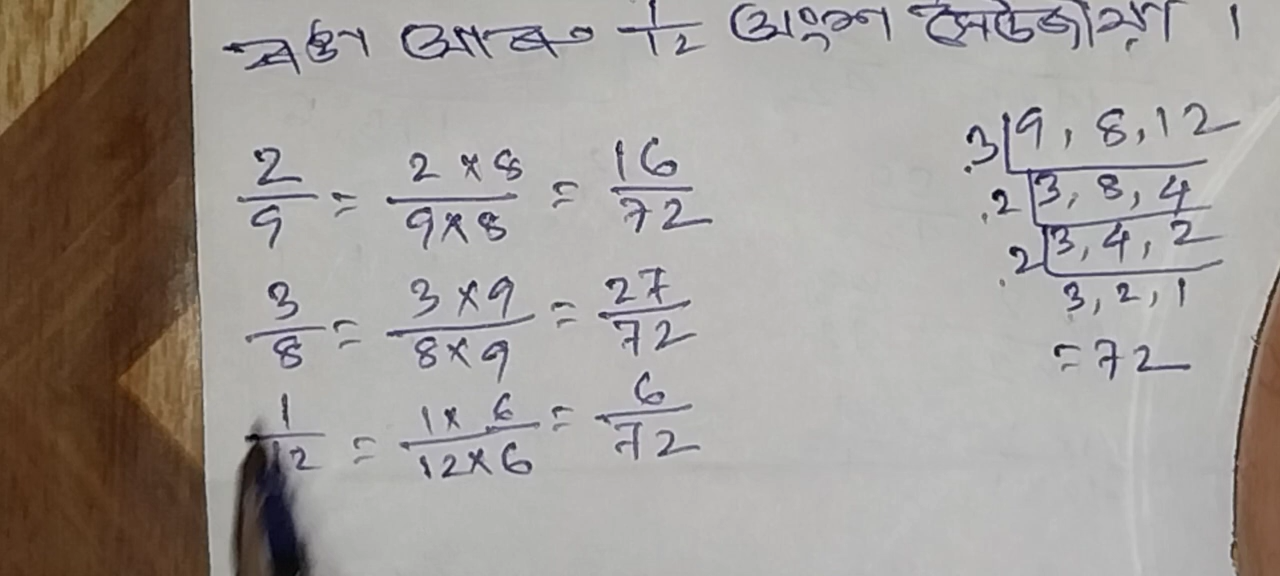 আৰু 1/12 অংশ সেউজীয়া ।
2/9 = 2×8/9×8 = 16/72
3/8 = 3×9/8×9 = 27/72
1/12 = 1×6/12×6 = 6/72
3 | 9, 8, 12
2 | 3, 8, 4
2 | 3, 4, 2
3, 2, 1
= 72